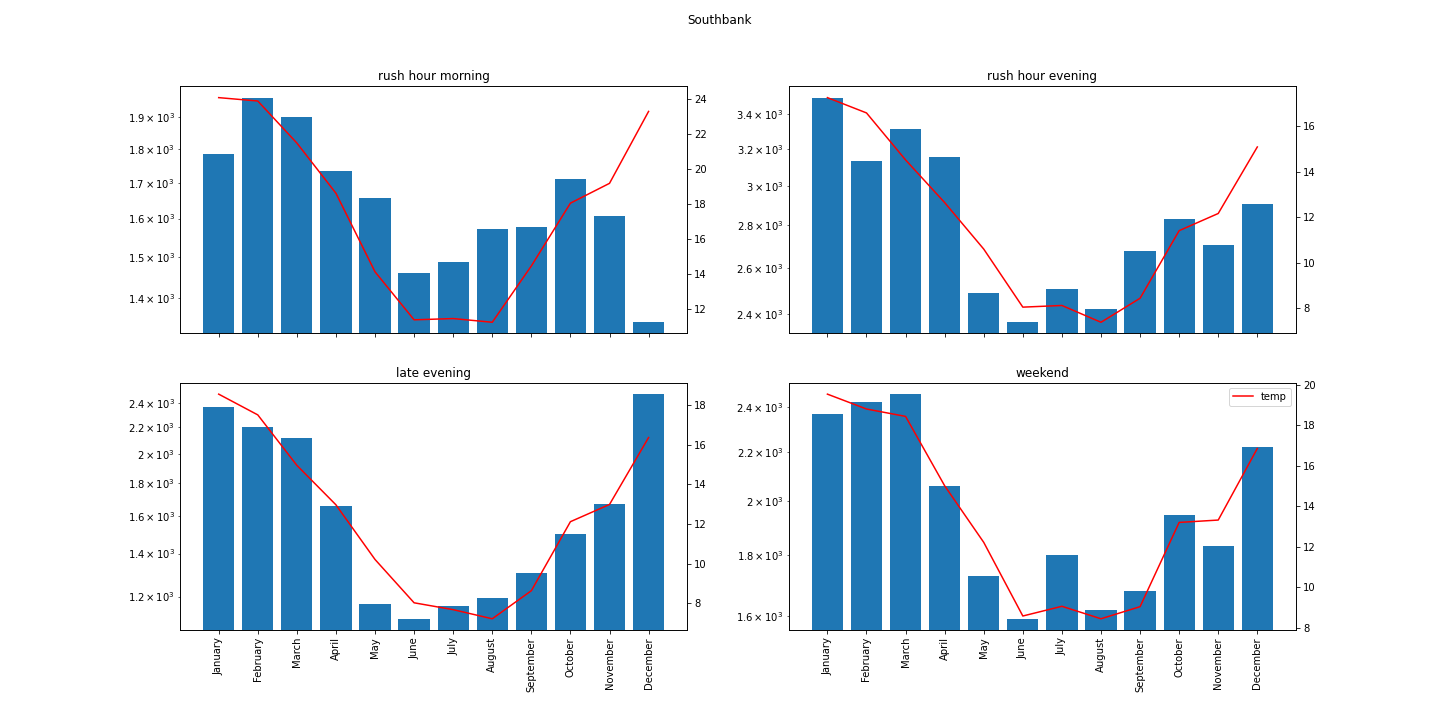 Southbank
rush hour morning
1.9 × 10³
1.8 × 10³
1.7 × 10³
1.6 × 10³
1.5 × 10³
1.4 × 10³
24
22
20
18
16
14
12
rush hour evening
3.4 × 10³
3.2 × 10³
3 × 10³
2.8 × 10³
2.6 × 10³
2.4 × 10³
16
14
12
10
8
late evening
2.4 × 10³
2.2 × 10³
2 × 10³
1.8 × 10³
1.6 × 10³
1.4 × 10³
1.2 × 10³
18
16
14
12
10
8
January
February
March
April
May
June
July
August
September
October
November
December
weekend
temp
2.4 × 10³
2.2 × 10³
2 × 10³
1.8 × 10³
1.6 × 10³
20
18
16
14
12
10
8
January
February
March
April
May
June
July
August
September
October
November
December